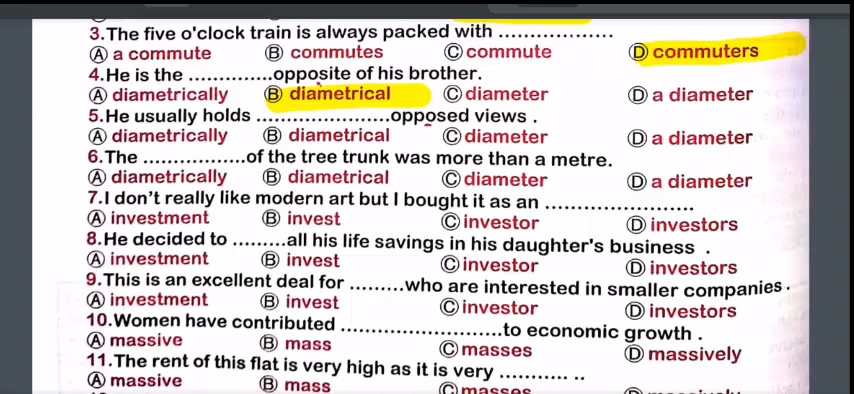 3.The five o'clock train is always packed with ...................
Ⓐ a commute Ⓑ commutes Ⓒ commute Ⓓ commuters
4.He is the ..............opposite of his brother.
Ⓐ diametrically Ⓑ diametrical Ⓒ diameter Ⓓ a diameter
5.He usually holds ......................opposed views .
Ⓐ diametrically Ⓑ diametrical Ⓒ diameter Ⓓ a diameter
6.The .................of the tree trunk was more than a metre.
Ⓐ diametrically Ⓑ diametrical Ⓒ diameter Ⓓ a diameter
7.I don't really like modern art but I bought it as an .........................
Ⓐ investment Ⓑ invest Ⓒ investor Ⓓ investors
8.He decided to .........all his life savings in his daughter's business .
Ⓐ investment Ⓑ invest Ⓒ investor Ⓓ investors
9.This is an excellent deal for .........who are interested in smaller companies.
Ⓐ investment Ⓑ invest Ⓒ investor Ⓓ investors
10.Women have contributed ...........................to economic growth .
Ⓐ massive Ⓑ mass Ⓒ masses Ⓓ massively
11.The rent of this flat is very high as it is very ........... ..
Ⓐ massive Ⓑ mass Ⓒ masses Ⓓ massively